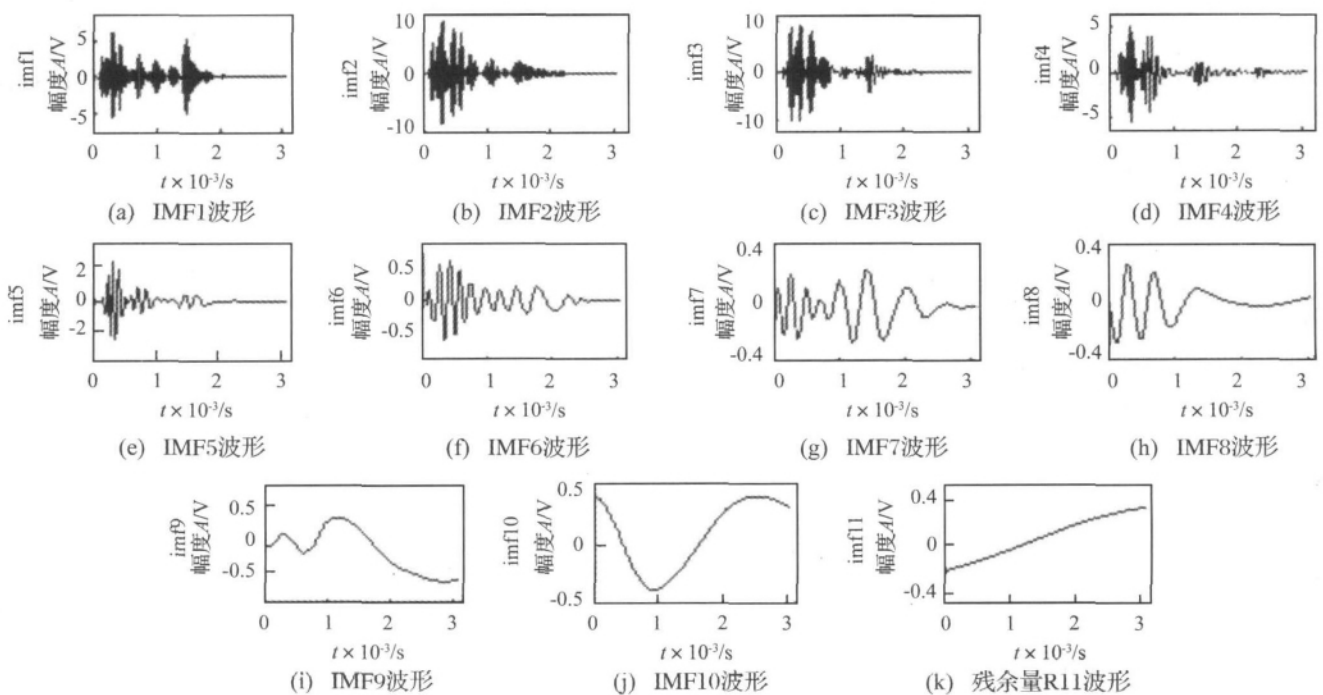 imf1
幅度A/V
5
0
-5
0 1 2 3
t × 10⁻³/s
(a) IMF1波形
imf2
幅度A/V
10
0
-10
0 1 2 3
t × 10⁻³/s
(b) IMF2波形
imf3
幅度A/V
10
0
-10
0 1 2 3
t × 10⁻³/s
(c) IMF3波形
imf4
幅度A/V
5
0
-5
0 1 2 3
t × 10⁻³/s
(d) IMF4波形
imf5
幅度A/V
2
0
-2
0 1 2 3
t × 10⁻³/s
(e) IMF5波形
imf6
幅度A/V
0.5
0
-0.5
0 1 2 3
t × 10⁻³/s
(f) IMF6波形
imf7
幅度A/V
0.4
0
-0.4
0 1 2 3
t × 10⁻³/s
(g) IMF7波形
imf8
幅度A/V
0.4
0
-0.4
0 1 2 3
t × 10⁻³/s
(h) IMF8波形
imf9
幅度A/V
0.5
0
-0.5
0 1 2 3
t × 10⁻³/s
(i) IMF9波形
imf10
幅度A/V
0.5
0
-0.5
0 1 2 3
t × 10⁻³/s
(j) IMF10波形
imf11
幅度A/V
0.4
0
-0.4
0 1 2 3
t × 10⁻³/s
(k) 残余量R11波形